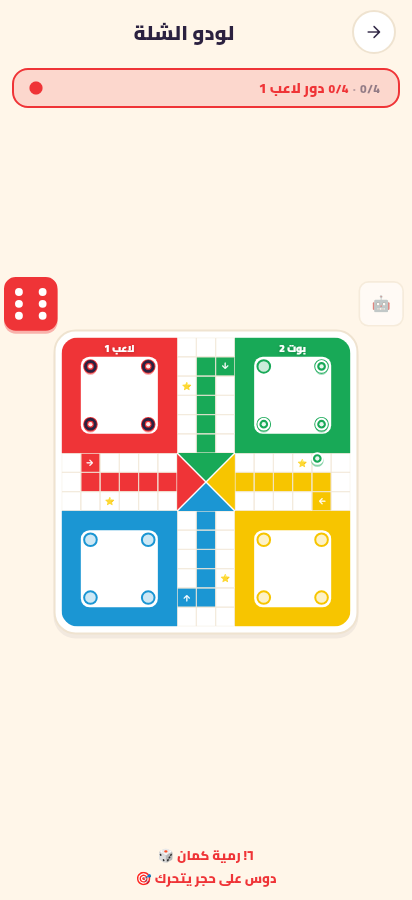 لودو الشلة
دور لاعب 1 0/4 · 0/4
لاعب 1
بوت 2
٦! رمية كمان 🎲
دوس على حجر يتحرك 🎯